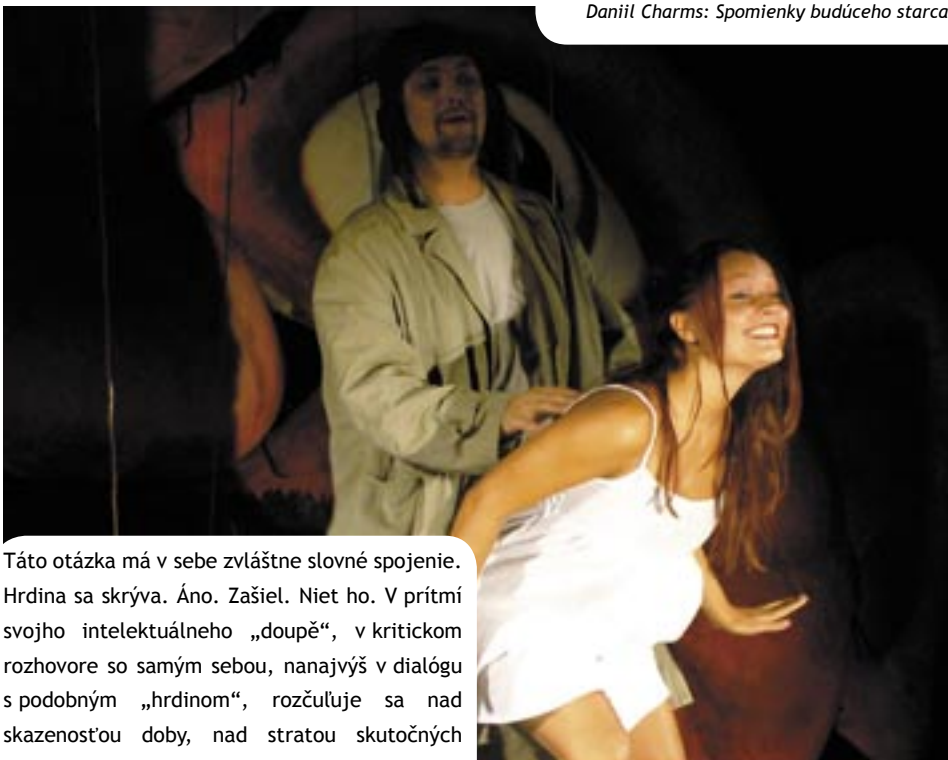 Daniil Charms: Spomienky budúceho starca
Táto otázka má v sebe zvláštne slovné spojenie.
Hrdina sa skrýva. Áno. Zašiel. Niet ho. V prítmí
svojho intelektuálneho „doupě“, v kritickom
rozhovore so samým sebou, nanajvýš v dialógu
s podobným „hrdinom“, rozčuľuje sa nad
skazenosťou doby, nad stratou skutočných